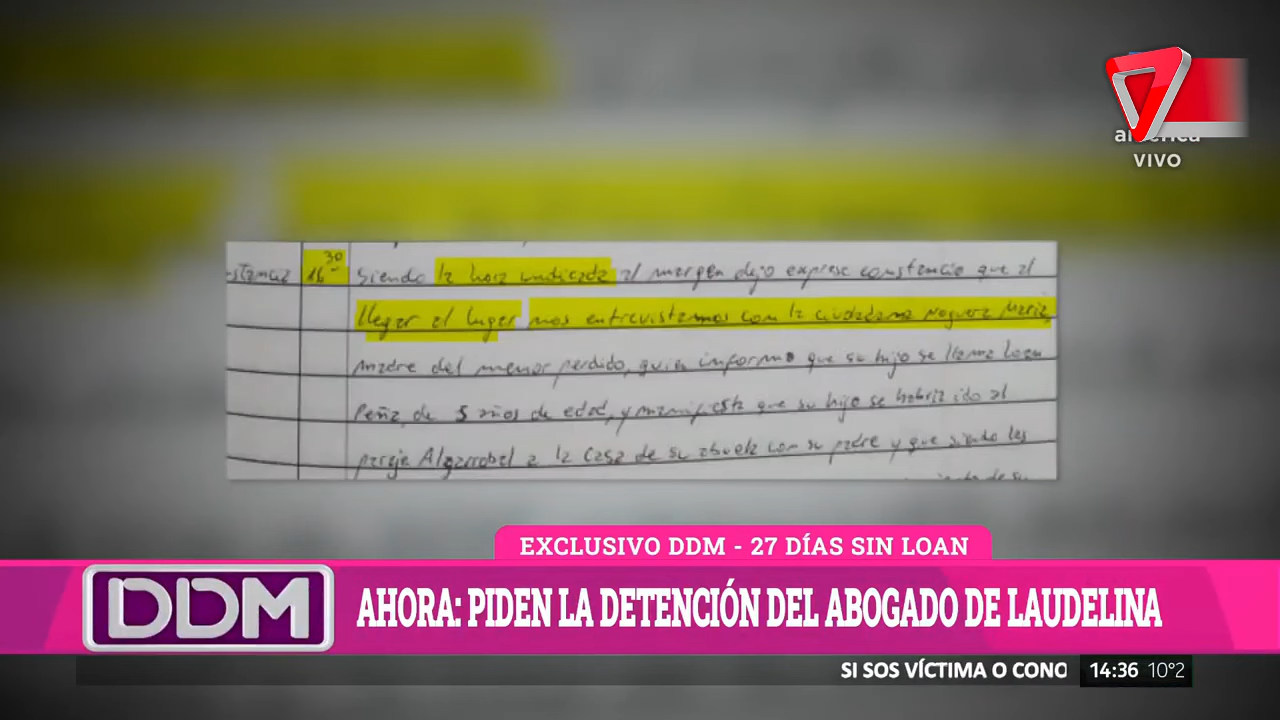 américa
VIVO
30
16
Siendo la hora indicada al margen dejo exprese constancia que al
llegar al lugar nos entrevistamos con la ciudadana Noguera María,
madre del menor perdido, quien informo que su hijo se llama Loan
Peña, de 5 años de edad, y manifiesta que su hijo se habria ido al
paraje Algarrobal a la casa de su abuela con su padre y que siendo las
EXCLUSIVO DDM - 27 DÍAS SIN LOAN
DDM
AHORA: PIDEN LA DETENCIÓN DEL ABOGADO DE LAUDELINA
SI SOS VÍCTIMA O CONO
14:36 10°2